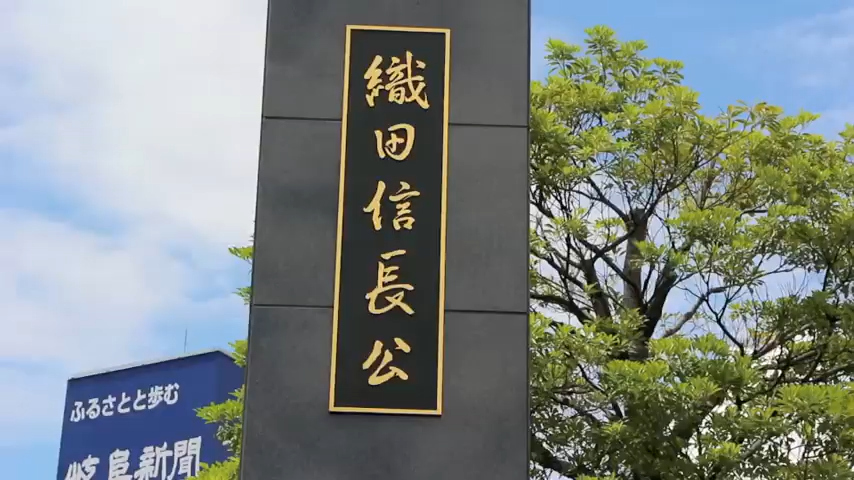 織田信長公
ふるさとと歩む
岐阜新聞